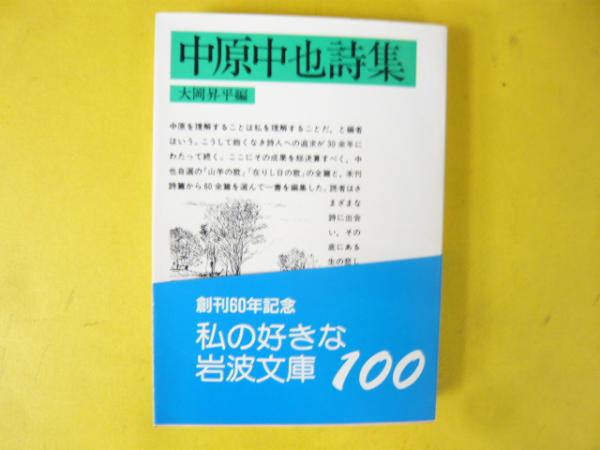 中原中也詩集
大岡昇平編
中原を理解することは私を理解することだ，と編者
はいう。こうして飽くなき詩人への追求が30余年に
わたって続く。ここにその成果を総決算すべく，中
也自選の「山羊の歌」「在りし日の歌」の全篇と，未刊
詩篇から60余篇を選んで一書を編集した。読者はさ
まざまな
詩に出会
い，その
底にある
生の悲し
創刊60年記念
私の好きな
岩波文庫100